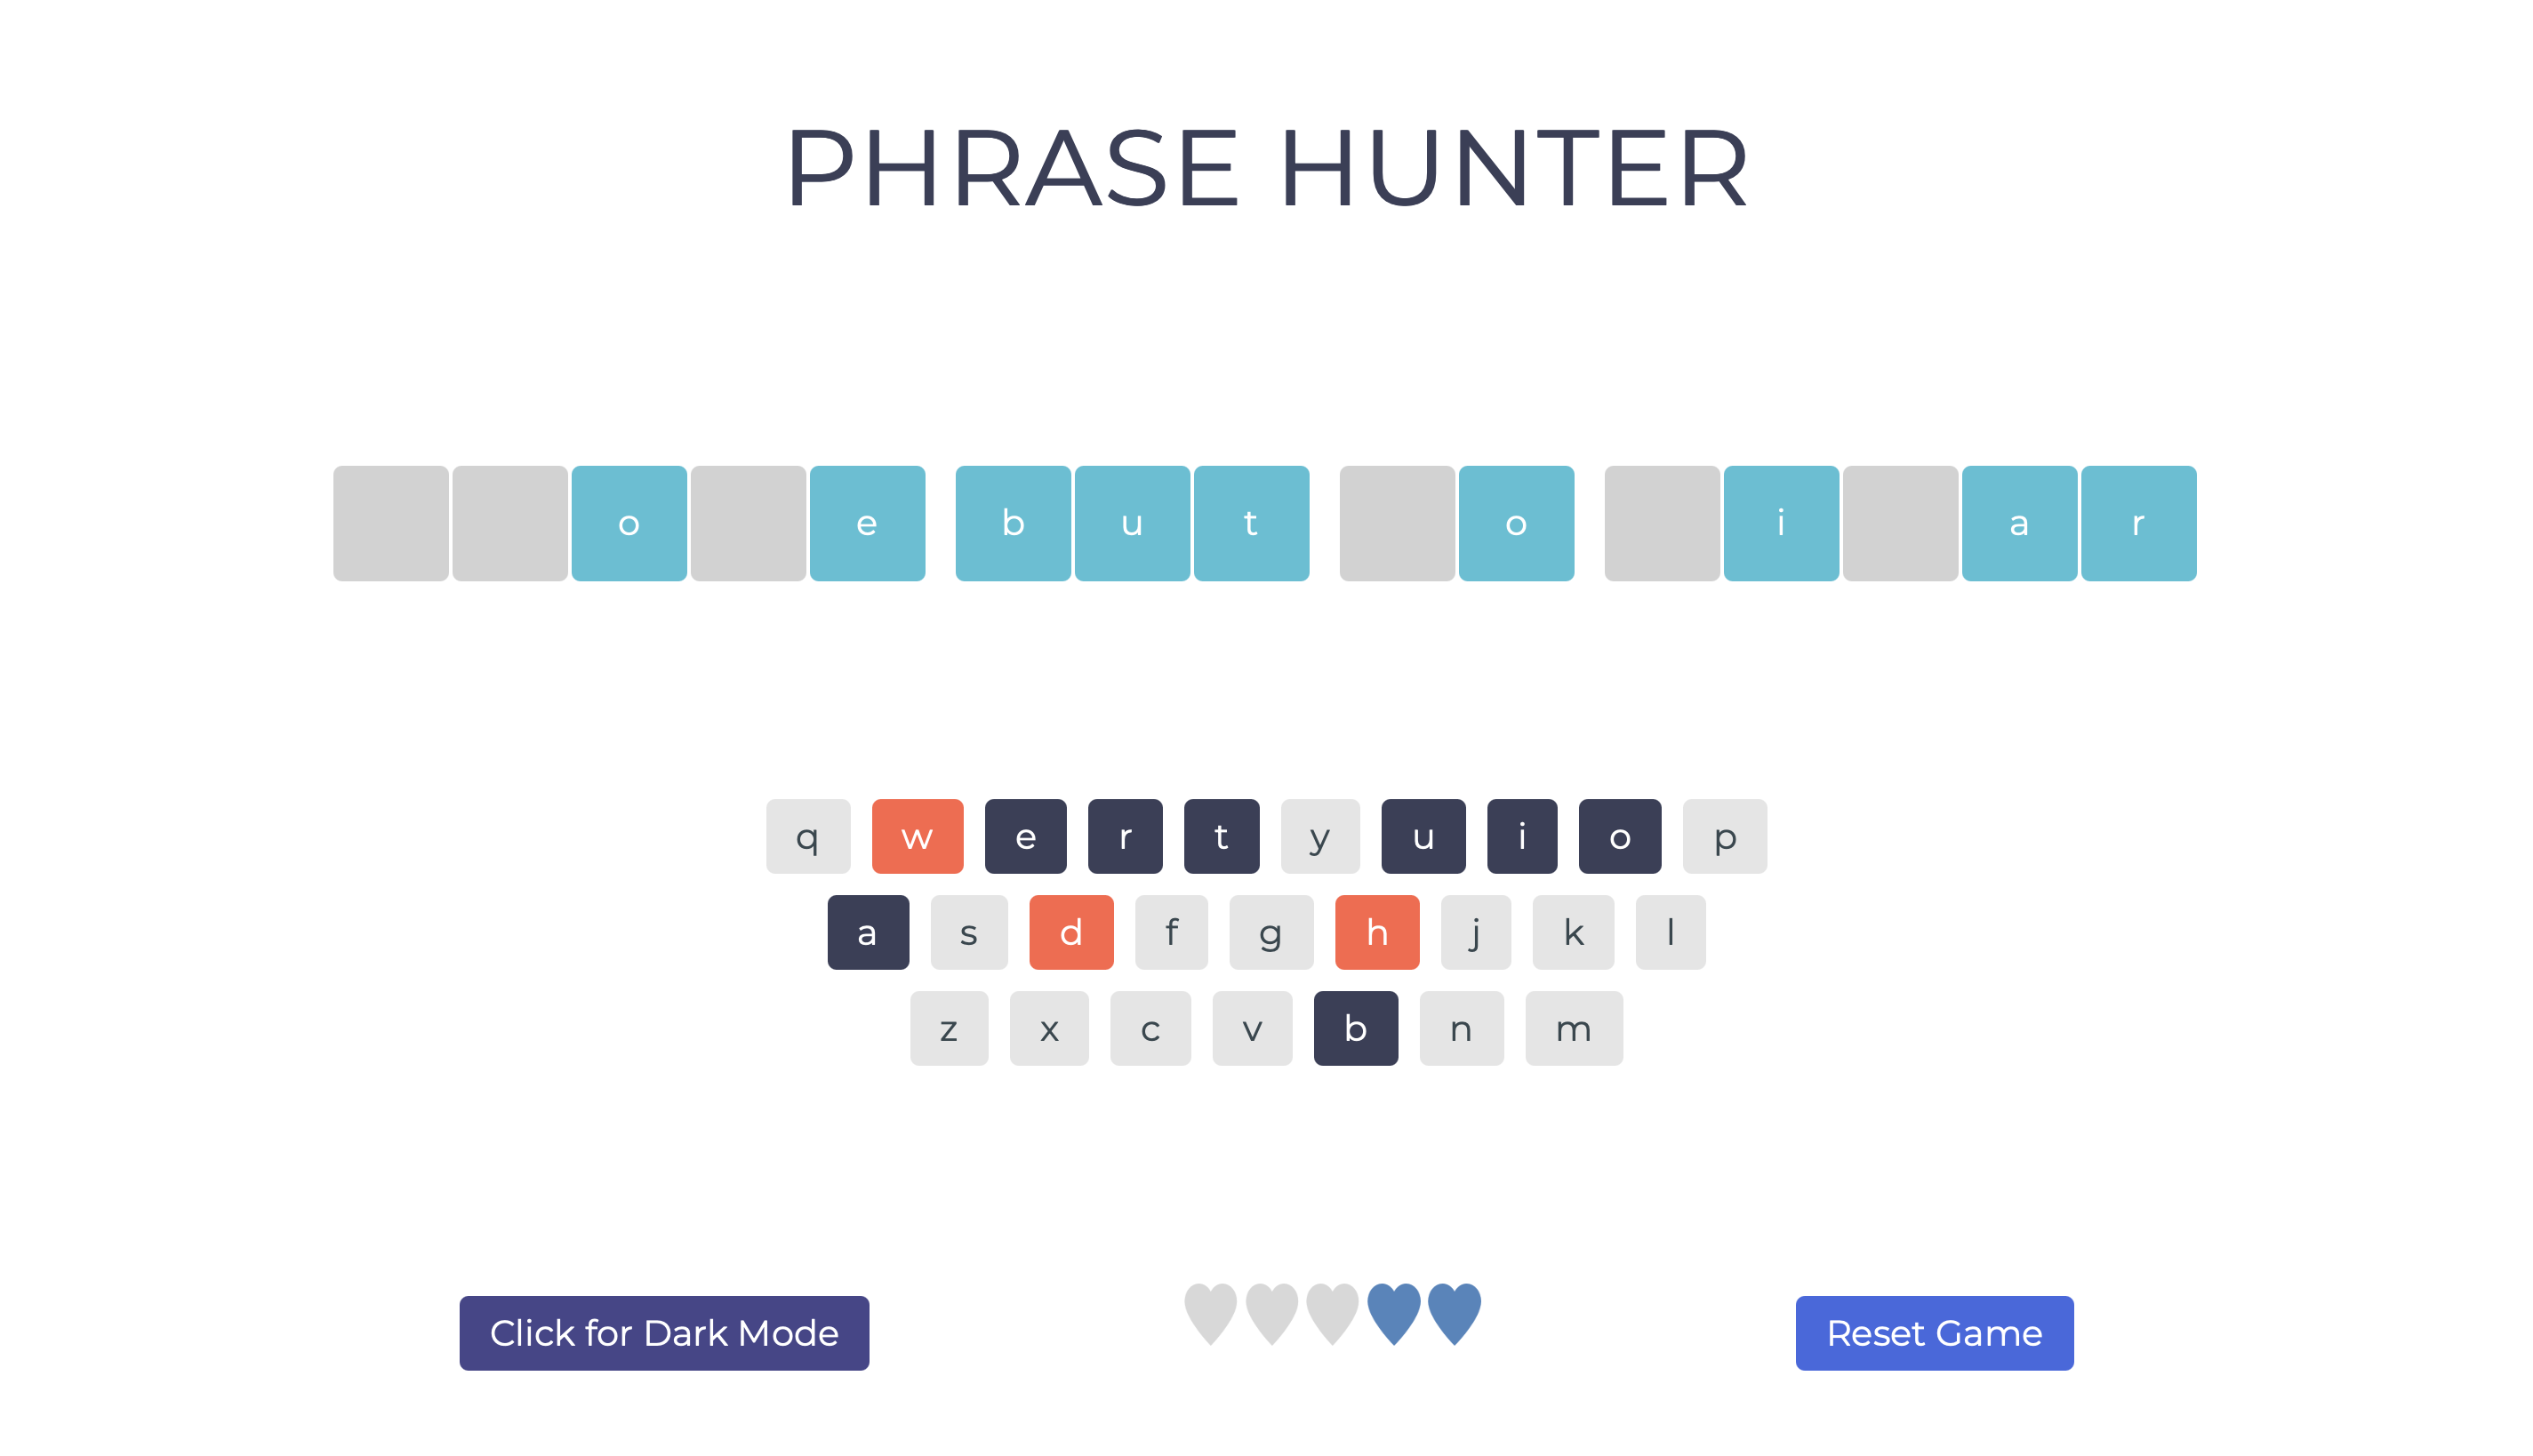 PHRASE HUNTER
o e b u t o i a r
q w e r t y u i o p
a s d f g h j k l
z x c v b n m
Click for Dark Mode Reset Game